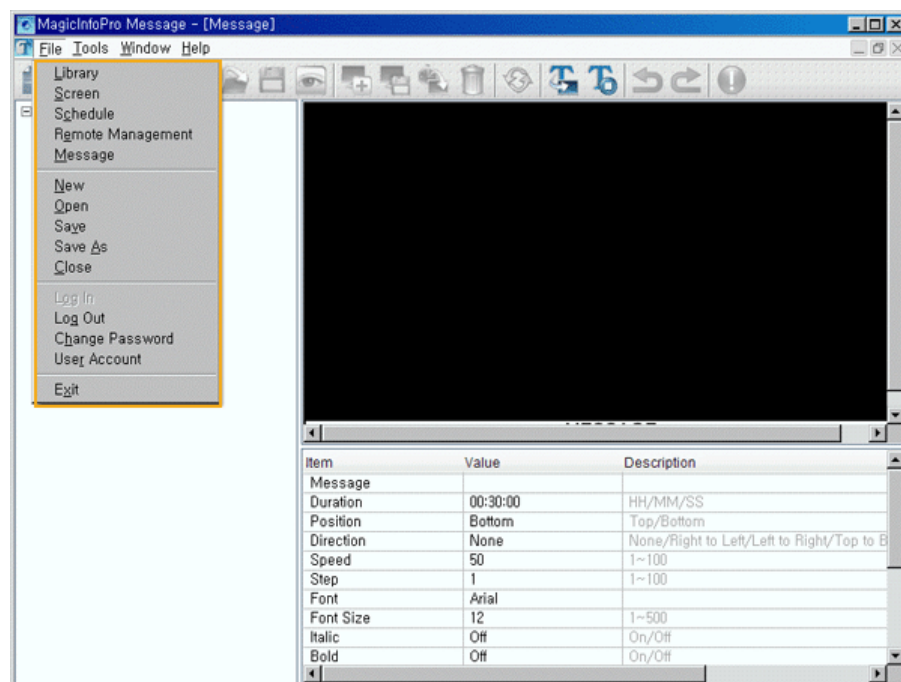 MagicInfoPro Message - [Message]
File Tools Window Help
Library
Screen
Schedule
Remote Management
Message
New
Open
Save
Save As
Close
Log In
Log Out
Change Password
User Account
Exit
Item Value Description
Message
Duration 00:30:00 HH/MM/SS
Position Bottom Top/Bottom
Direction None None/Right to Left/Left to Right/Top to B
Speed 50 1~100
Step 1 1~100
Font Arial
Font Size 12 1~500
Italic Off On/Off
Bold Off On/Off